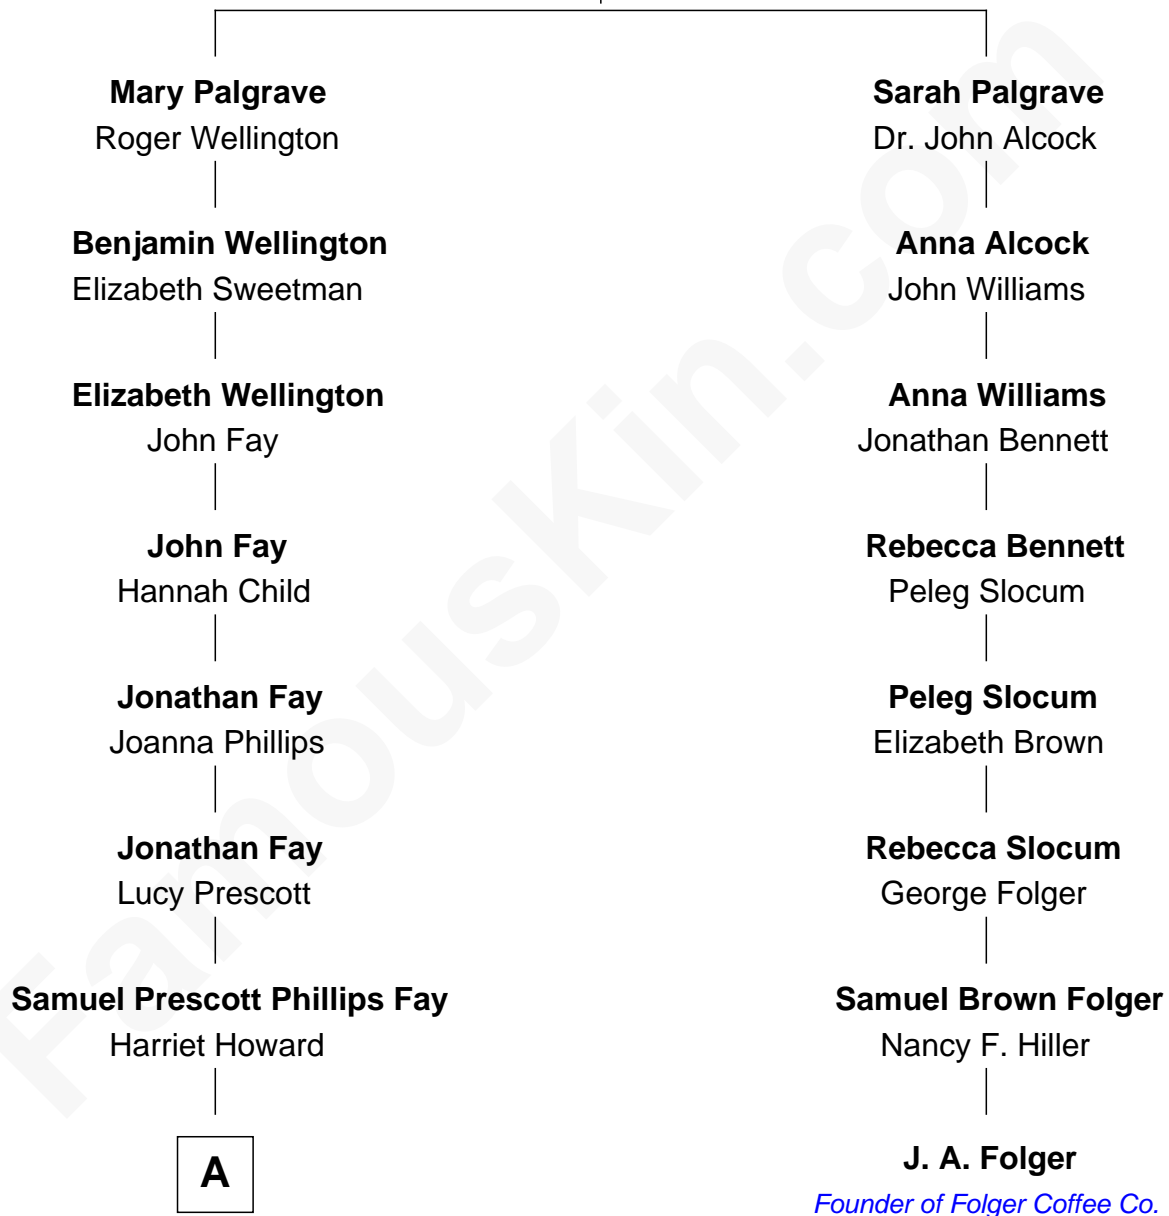 Mary Palgrave
Roger Wellington
Benjamin Wellington
Elizabeth Sweetman
Elizabeth Wellington
John Fay
John Fay
Hannah Child
Jonathan Fay
Joanna Phillips
Jonathan Fay
Lucy Prescott
Samuel Prescott Phillips Fay
Harriet Howard
A
Sarah Palgrave
Dr. John Alcock
Anna Alcock
John Williams
Anna Williams
Jonathan Bennett
Rebecca Bennett
Peleg Slocum
Peleg Slocum
Elizabeth Brown
Rebecca Slocum
George Folger
Samuel Brown Folger
Nancy F. Hiller
J. A. Folger
Founder of Folger Coffee Co.
FamousKin.com